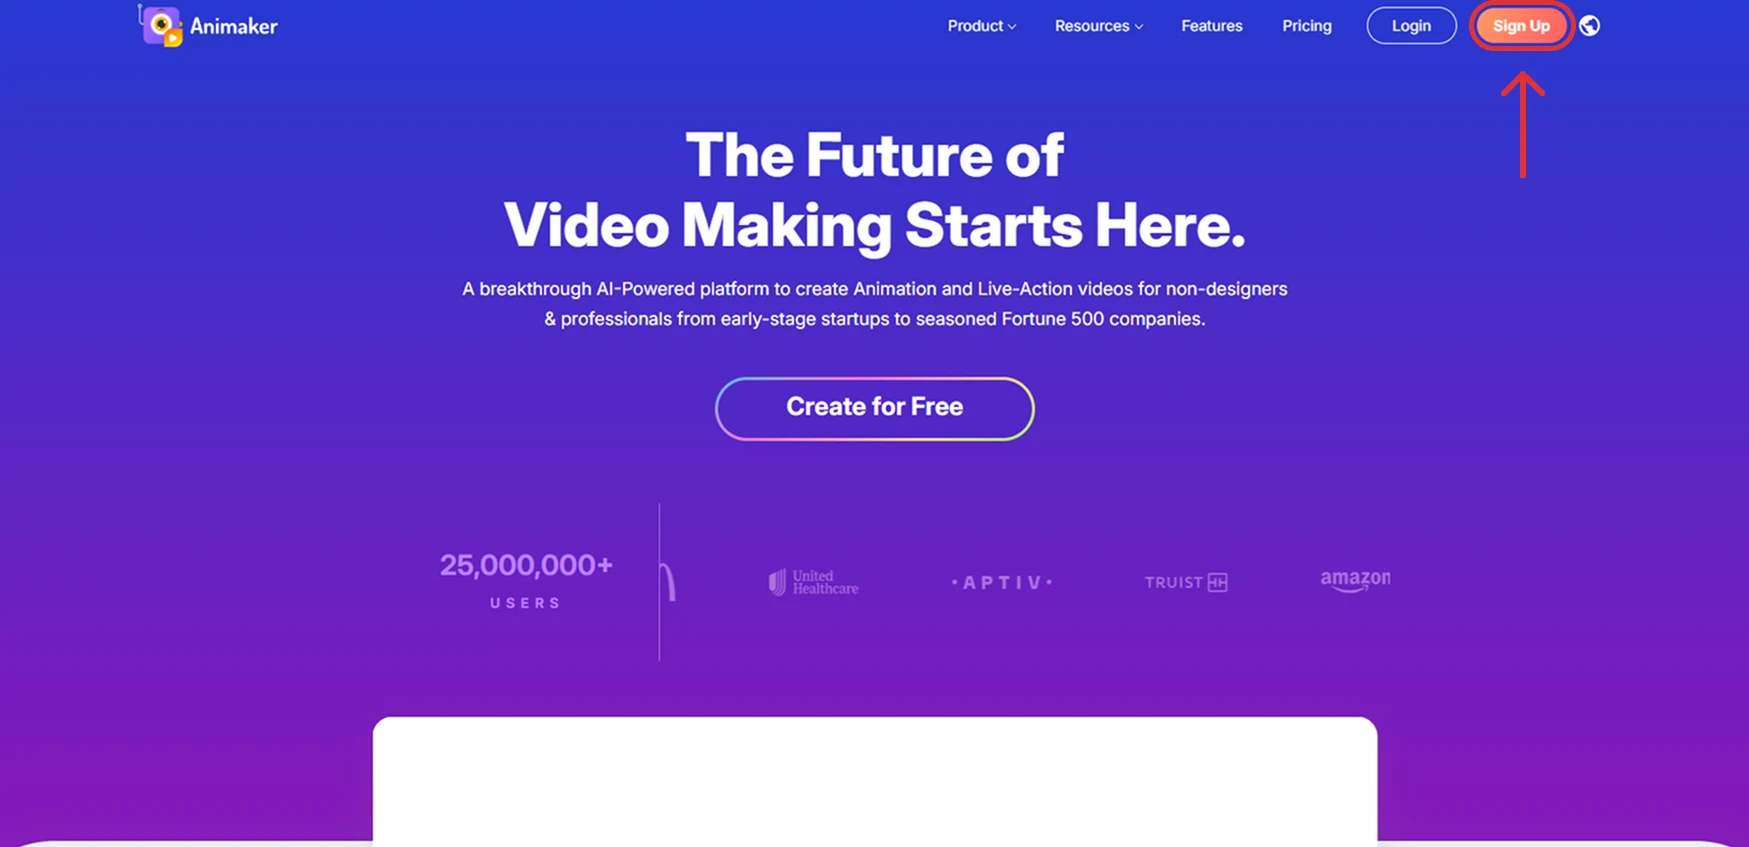 Animaker
Product
Resources
Features
Pricing
Login
Sign Up
The Future of
Video Making Starts Here.
A breakthrough AI-Powered platform to create Animation and Live-Action videos for non-designers
& professionals from early-stage startups to seasoned Fortune 500 companies.
Create for Free
25,000,000+
USERS
United
Healthcare
• APTIV •
TRUIST
amazon